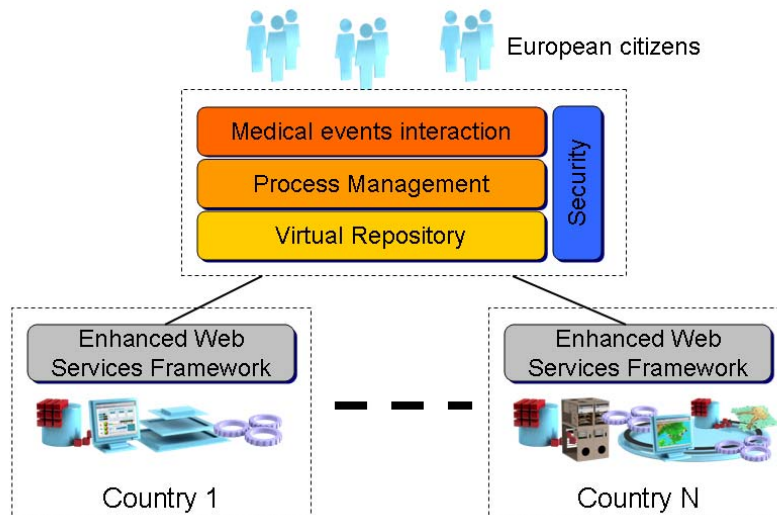 European citizens
Medical events interaction
Process Management
Virtual Repository
Security
Enhanced Web
Services Framework
Enhanced Web
Services Framework
Country 1
Country N